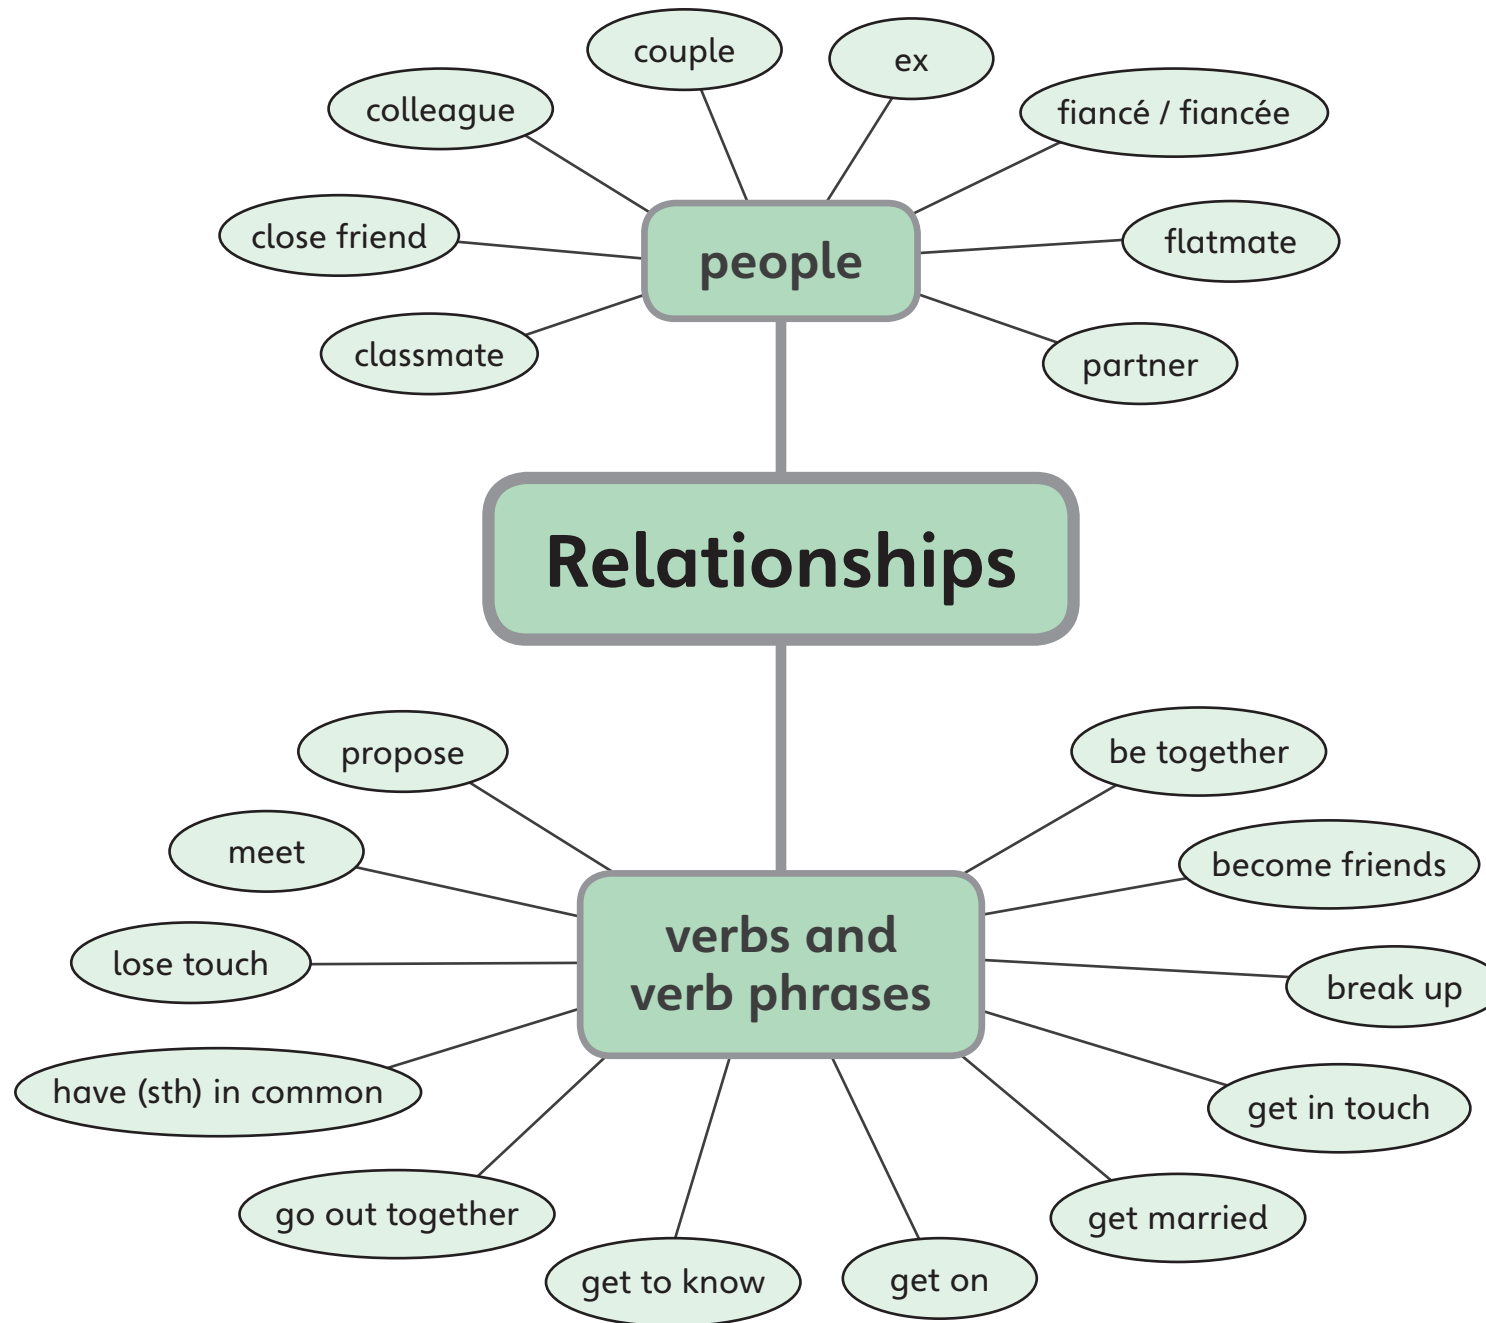 couple
ex
colleague
fiancé / fiancée
close friend
people
flatmate
classmate
partner
Relationships
propose
be together
meet
become friends
verbs and
verb phrases
lose touch
break up
have (sth) in common
get in touch
go out together
get married
get to know
get on